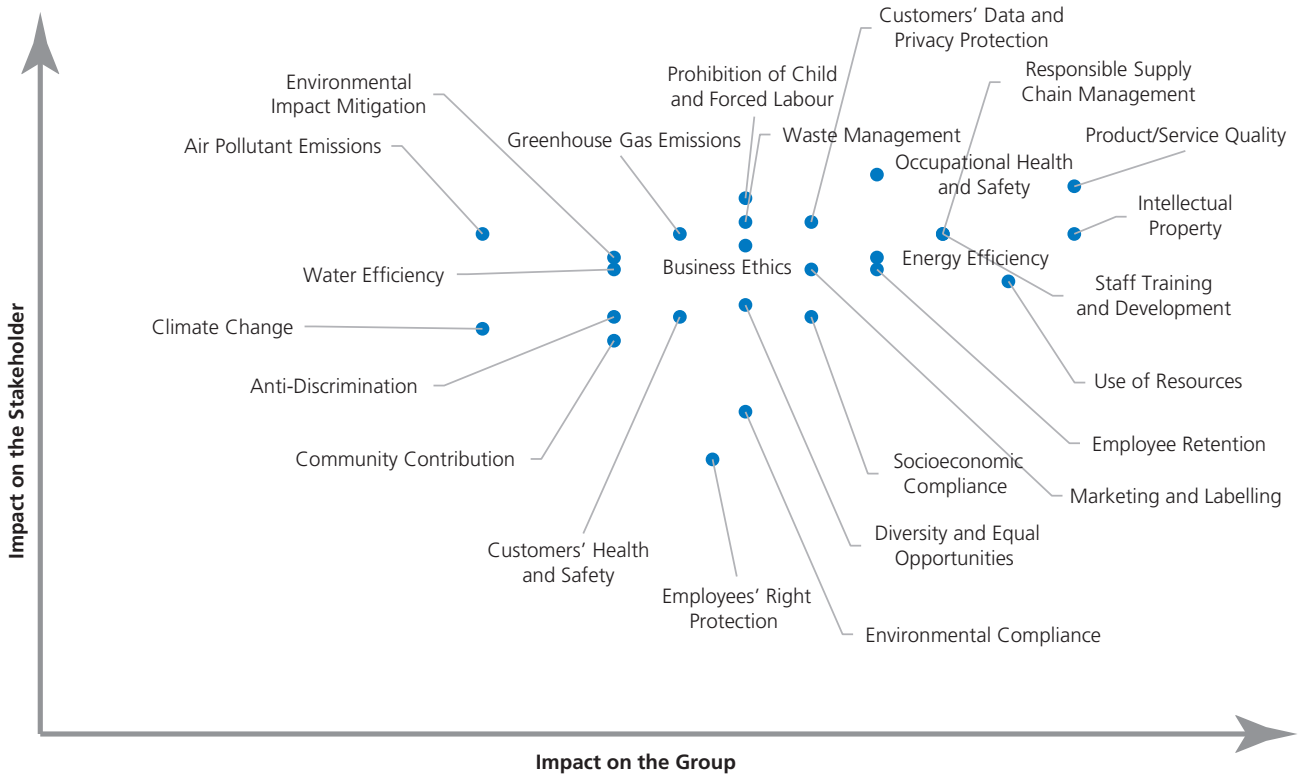 Customers’ Data and
Privacy Protection
Environmental
Impact Mitigation
Prohibition of Child
and Forced Labour
Responsible Supply
Chain Management
Air Pollutant Emissions
Greenhouse Gas Emissions
Waste Management
Product/Service Quality
Occupational Health
and Safety
Intellectual
Property
Water Efficiency
Business Ethics
Energy Efficiency
Staff Training
and Development
Climate Change
Anti-Discrimination
Use of Resources
Community Contribution
Employee Retention
Socioeconomic
Compliance
Marketing and Labelling
Customers’ Health
and Safety
Diversity and Equal
Opportunities
Employees’ Right
Protection
Environmental Compliance
Impact on the Stakeholder
Impact on the Group